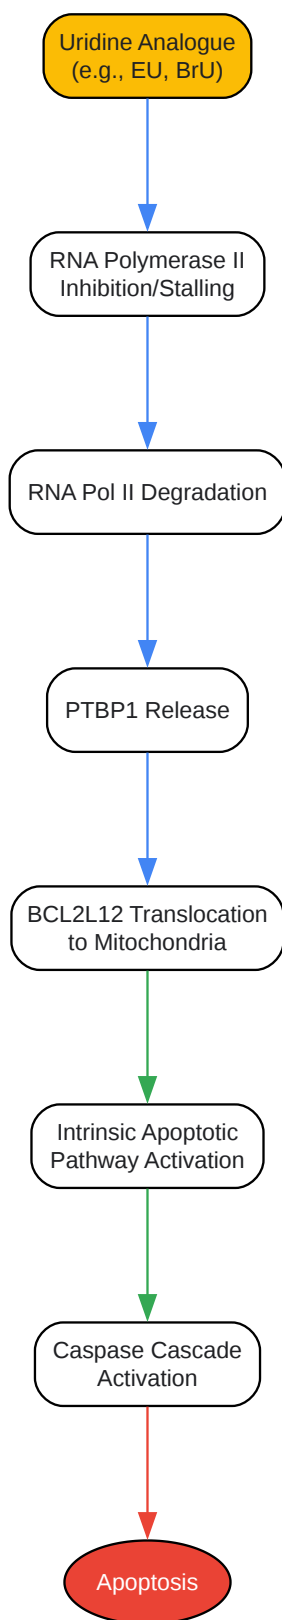 Uridine Analogue
(e.g., EU, BrU)
RNA Polymerase II
Inhibition/Stalling
RNA Pol II Degradation
PTBP1 Release
BCL2L12 Translocation
to Mitochondria
Intrinsic Apoptotic
Pathway Activation
Caspase Cascade
Activation
Apoptosis